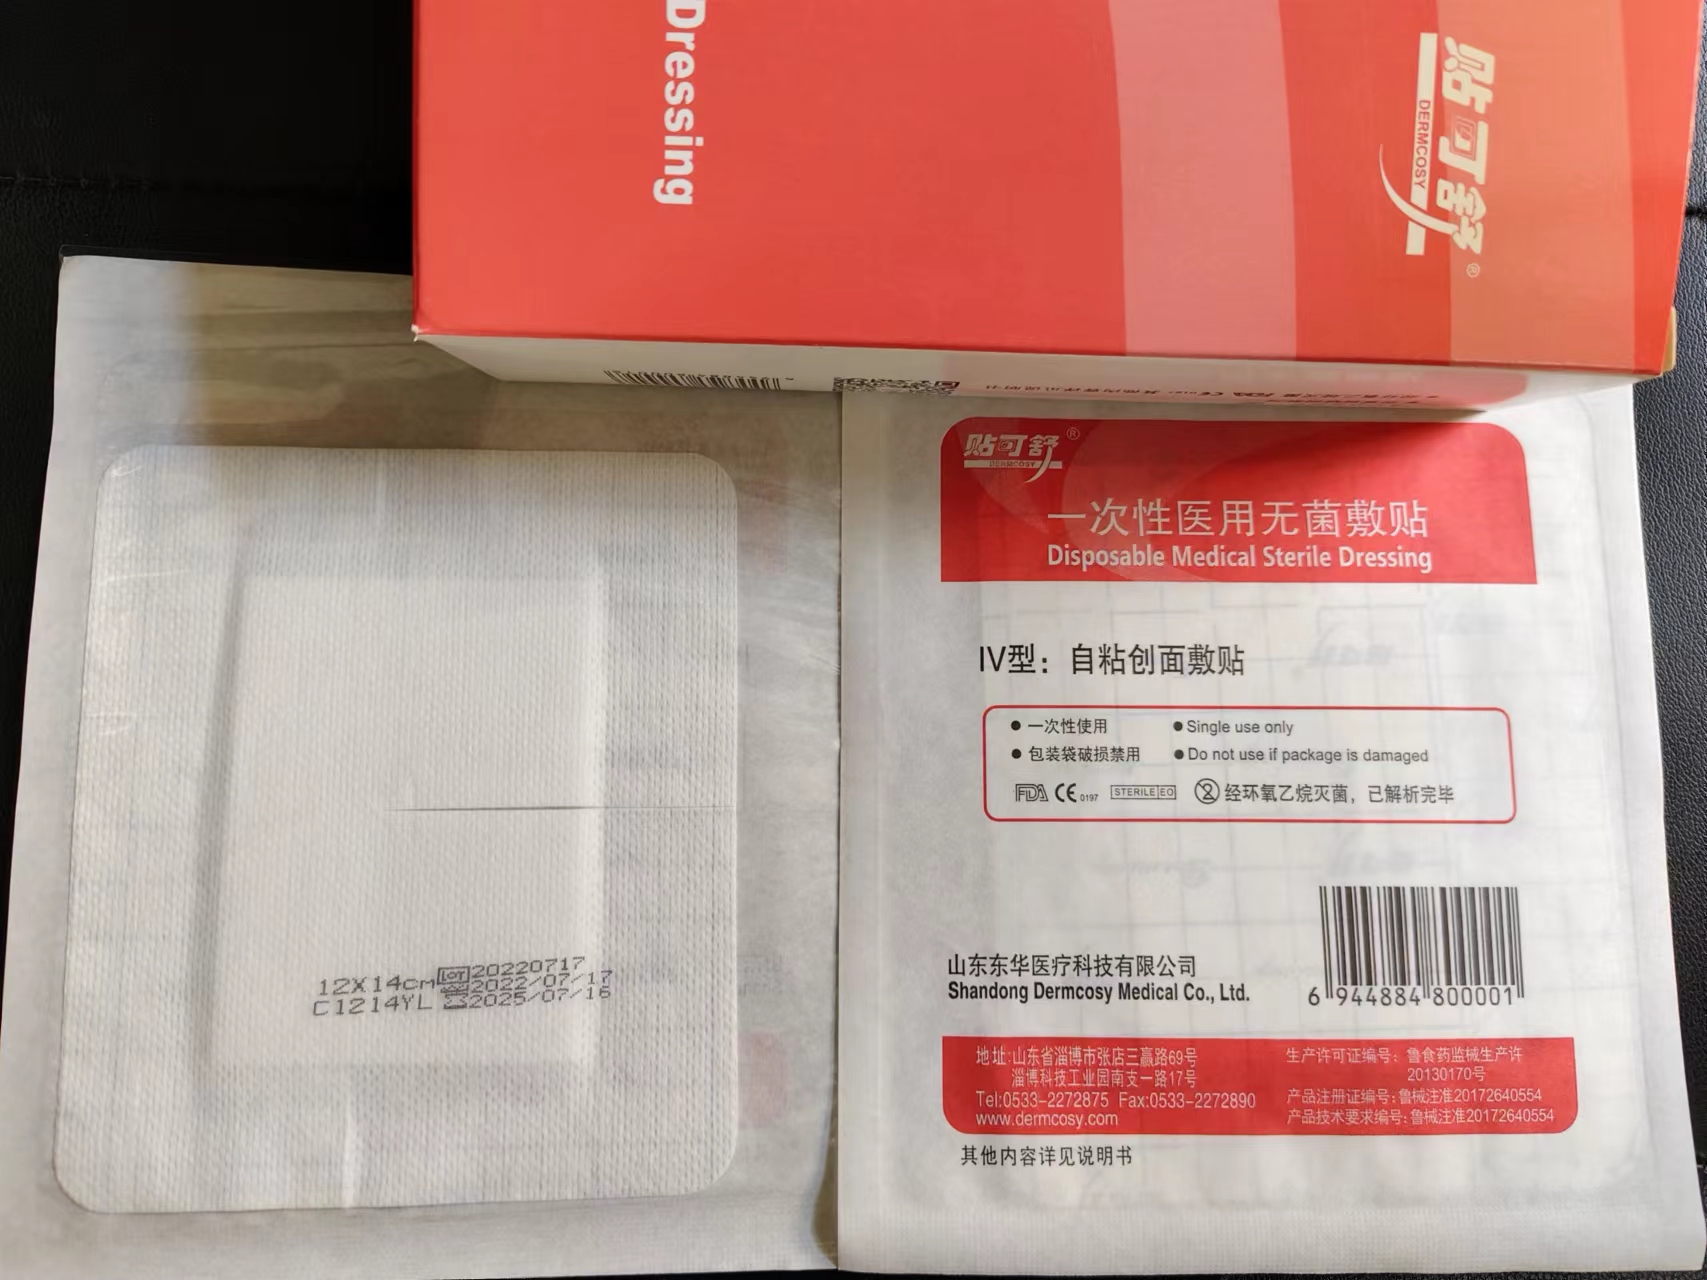 Dressing
贴可舒®
DERMCOSY
12X14cm LOT 20220717
2022/07/17
C1214YL 2025/07/16
贴可舒®
DERMCOSY
一次性医用无菌敷贴
Disposable Medical Sterile Dressing
IV型：自粘创面敷贴
● 一次性使用 ● Single use only
● 包装袋破损禁用 ● Do not use if package is damaged
FDA CE 0197 STERILE EO 2 经环氧乙烷灭菌，已解析完毕
山东东华医疗科技有限公司
Shandong Dermcosy Medical Co., Ltd.
6 944884 800001
地址：山东省淄博市张店三赢路69号
淄博科技工业园南支一路17号
Tel:0533-2272875 Fax:0533-2272890
www.dermcosy.com
生产许可证编号：鲁食药监械生产许
20130170号
产品注册证编号：鲁械注准20172640554
产品技术要求编号：鲁械注准20172640554
其他内容详见说明书